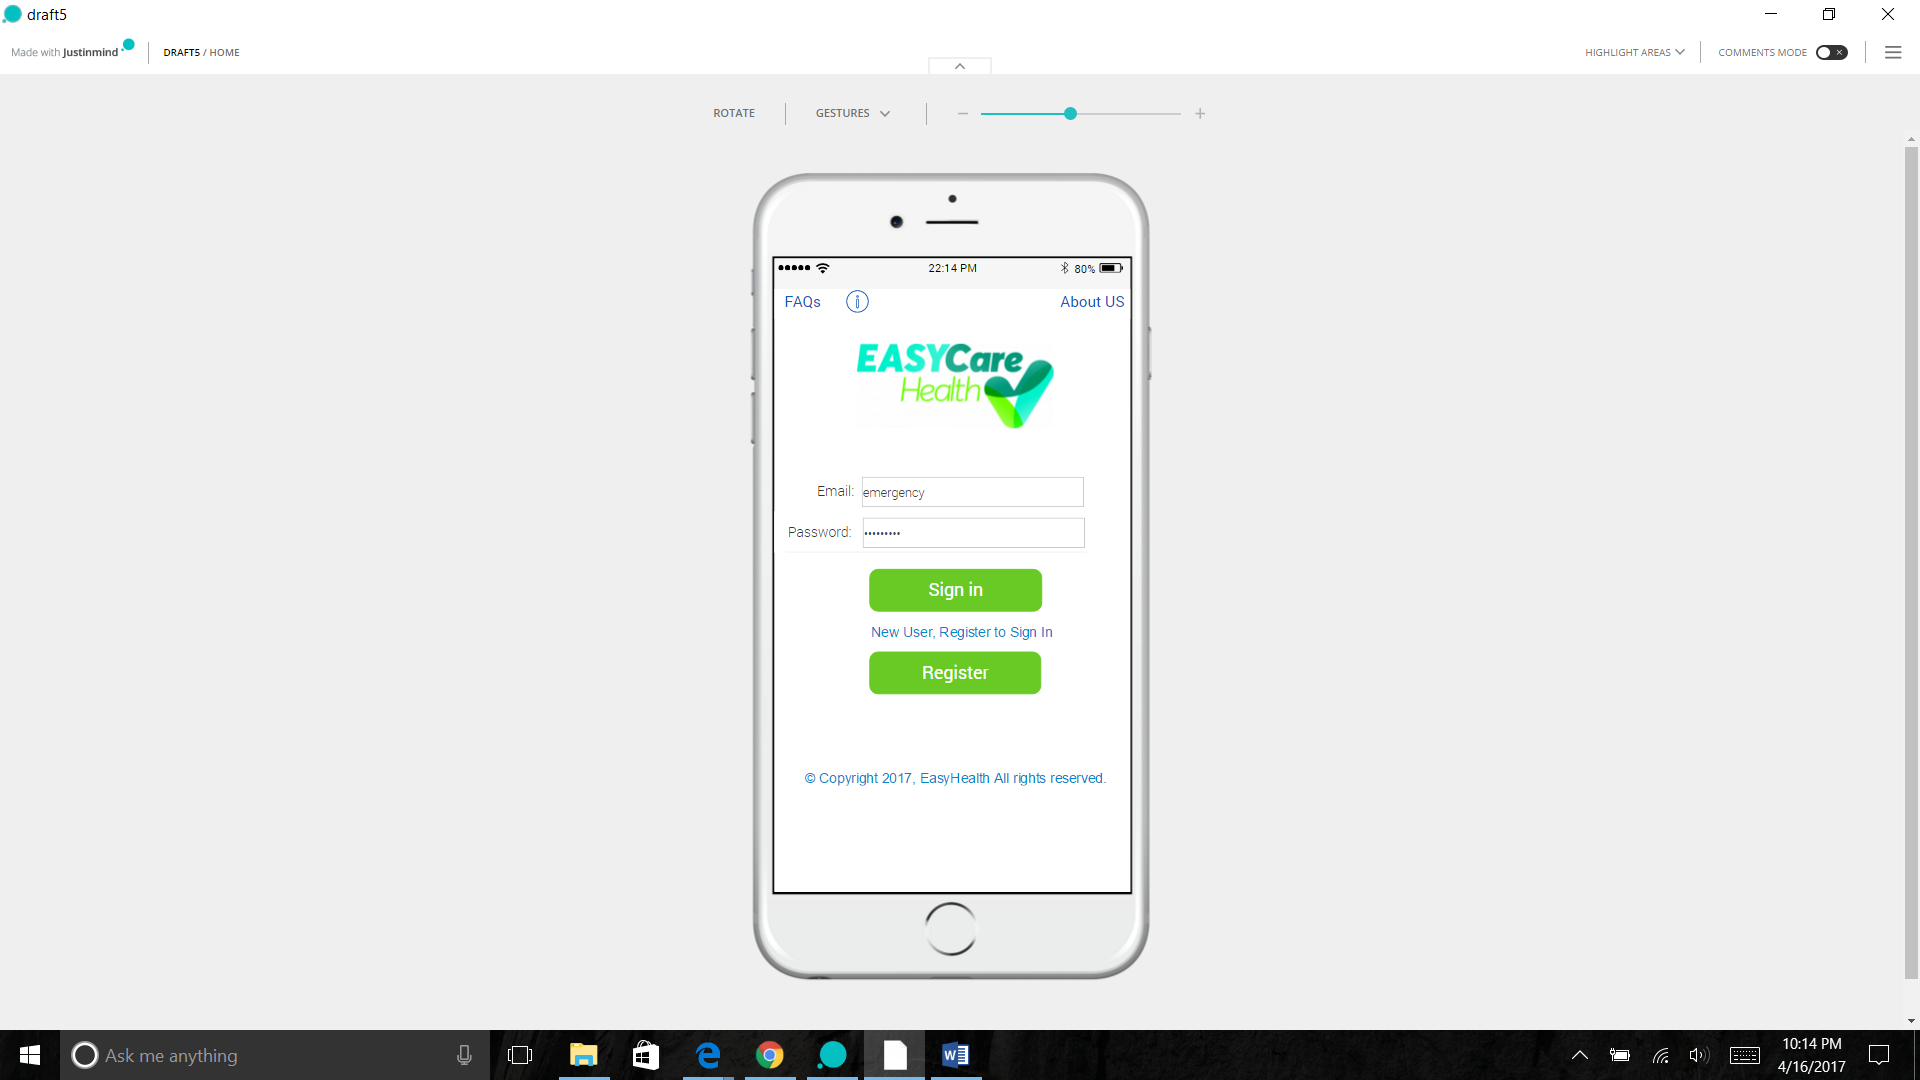 draft5
Made with Justinmind
DRAFT5 / HOME
HIGHLIGHT AREAS
COMMENTS MODE
ROTATE
GESTURES
22:14 PM
80%
FAQs
About US
EASYCare
Health
Email: emergency
Password: •••••••••
Sign in
New User, Register to Sign In
Register
© Copyright 2017, EasyHealth All rights reserved.
Ask me anything
10:14 PM
4/16/2017